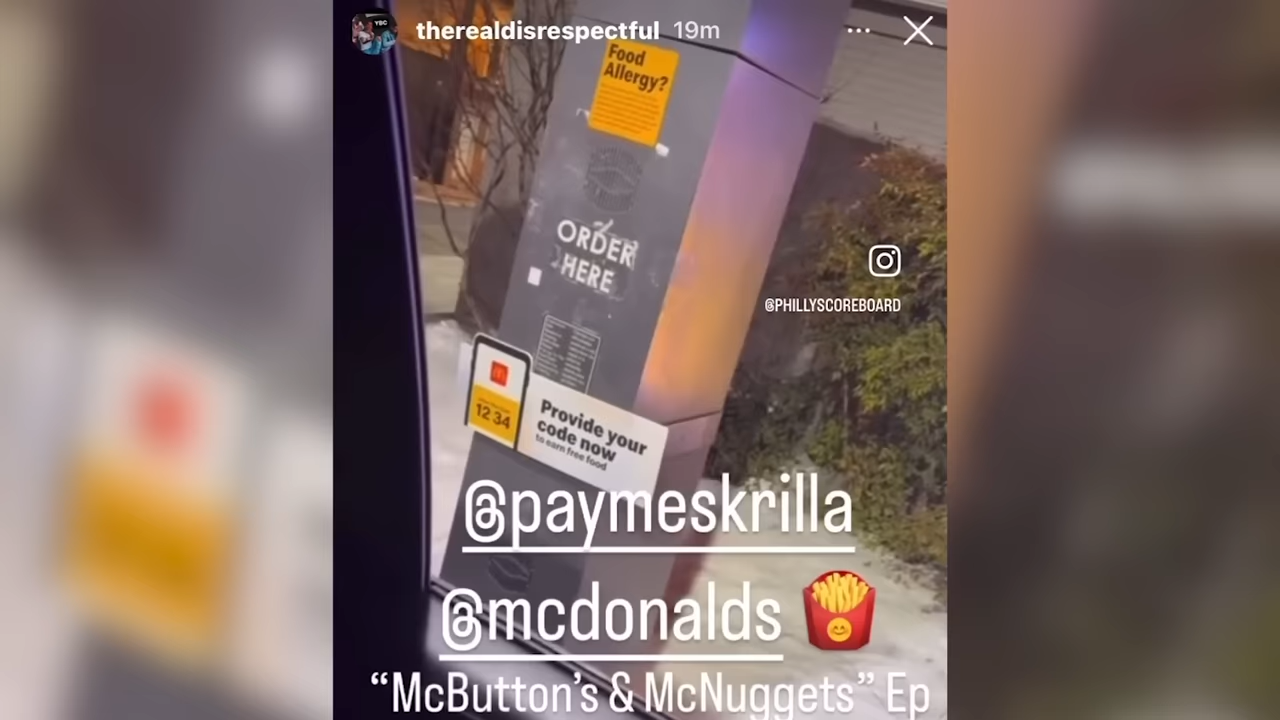 therealdisrespectful 19m
Food
Allergy?
ORDER
HERE
@PHILLYSCOREBOARD
12 34
Provide your
code now
to earn free food
@paymeskrilla
@mcdonalds
“McButton’s & McNuggets” Ep